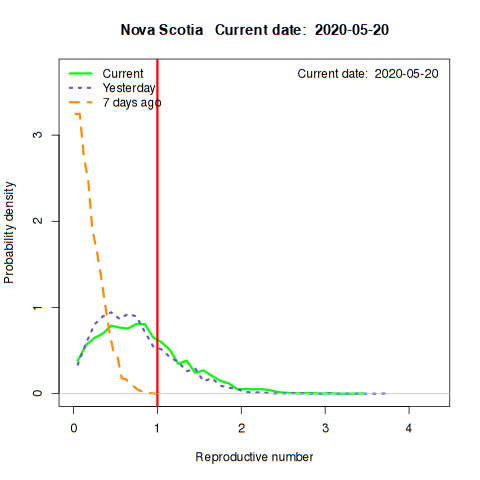 Nova Scotia   Current date:  2020-05-20
Current date:  2020-05-20
Current
Yesterday
7 days ago
Probability density
3
2
1
0
0 1 2 3 4
Reproductive number